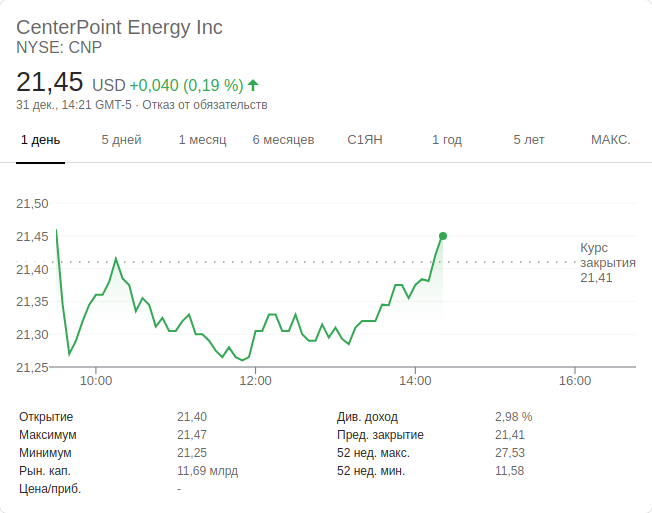 CenterPoint Energy Inc
NYSE: CNP
21,45 USD +0,040 (0,19 %)
31 дек., 14:21 GMT-5 · Отказ от обязательств
1 день 5 дней 1 месяц 6 месяцев С1ЯН 1 год 5 лет МАКС.
21,50
21,45
21,40
21,35
21,30
21,25
Курс
закрытия
21,41
10:00 12:00 14:00 16:00
Открытие 21,40 Див. доход 2,98 %
Максимум 21,47 Пред. закрытие 21,41
Минимум 21,25 52 нед. макс. 27,53
Рын. кап. 11,69 млрд 52 нед. мин. 11,58
Цена/приб. -